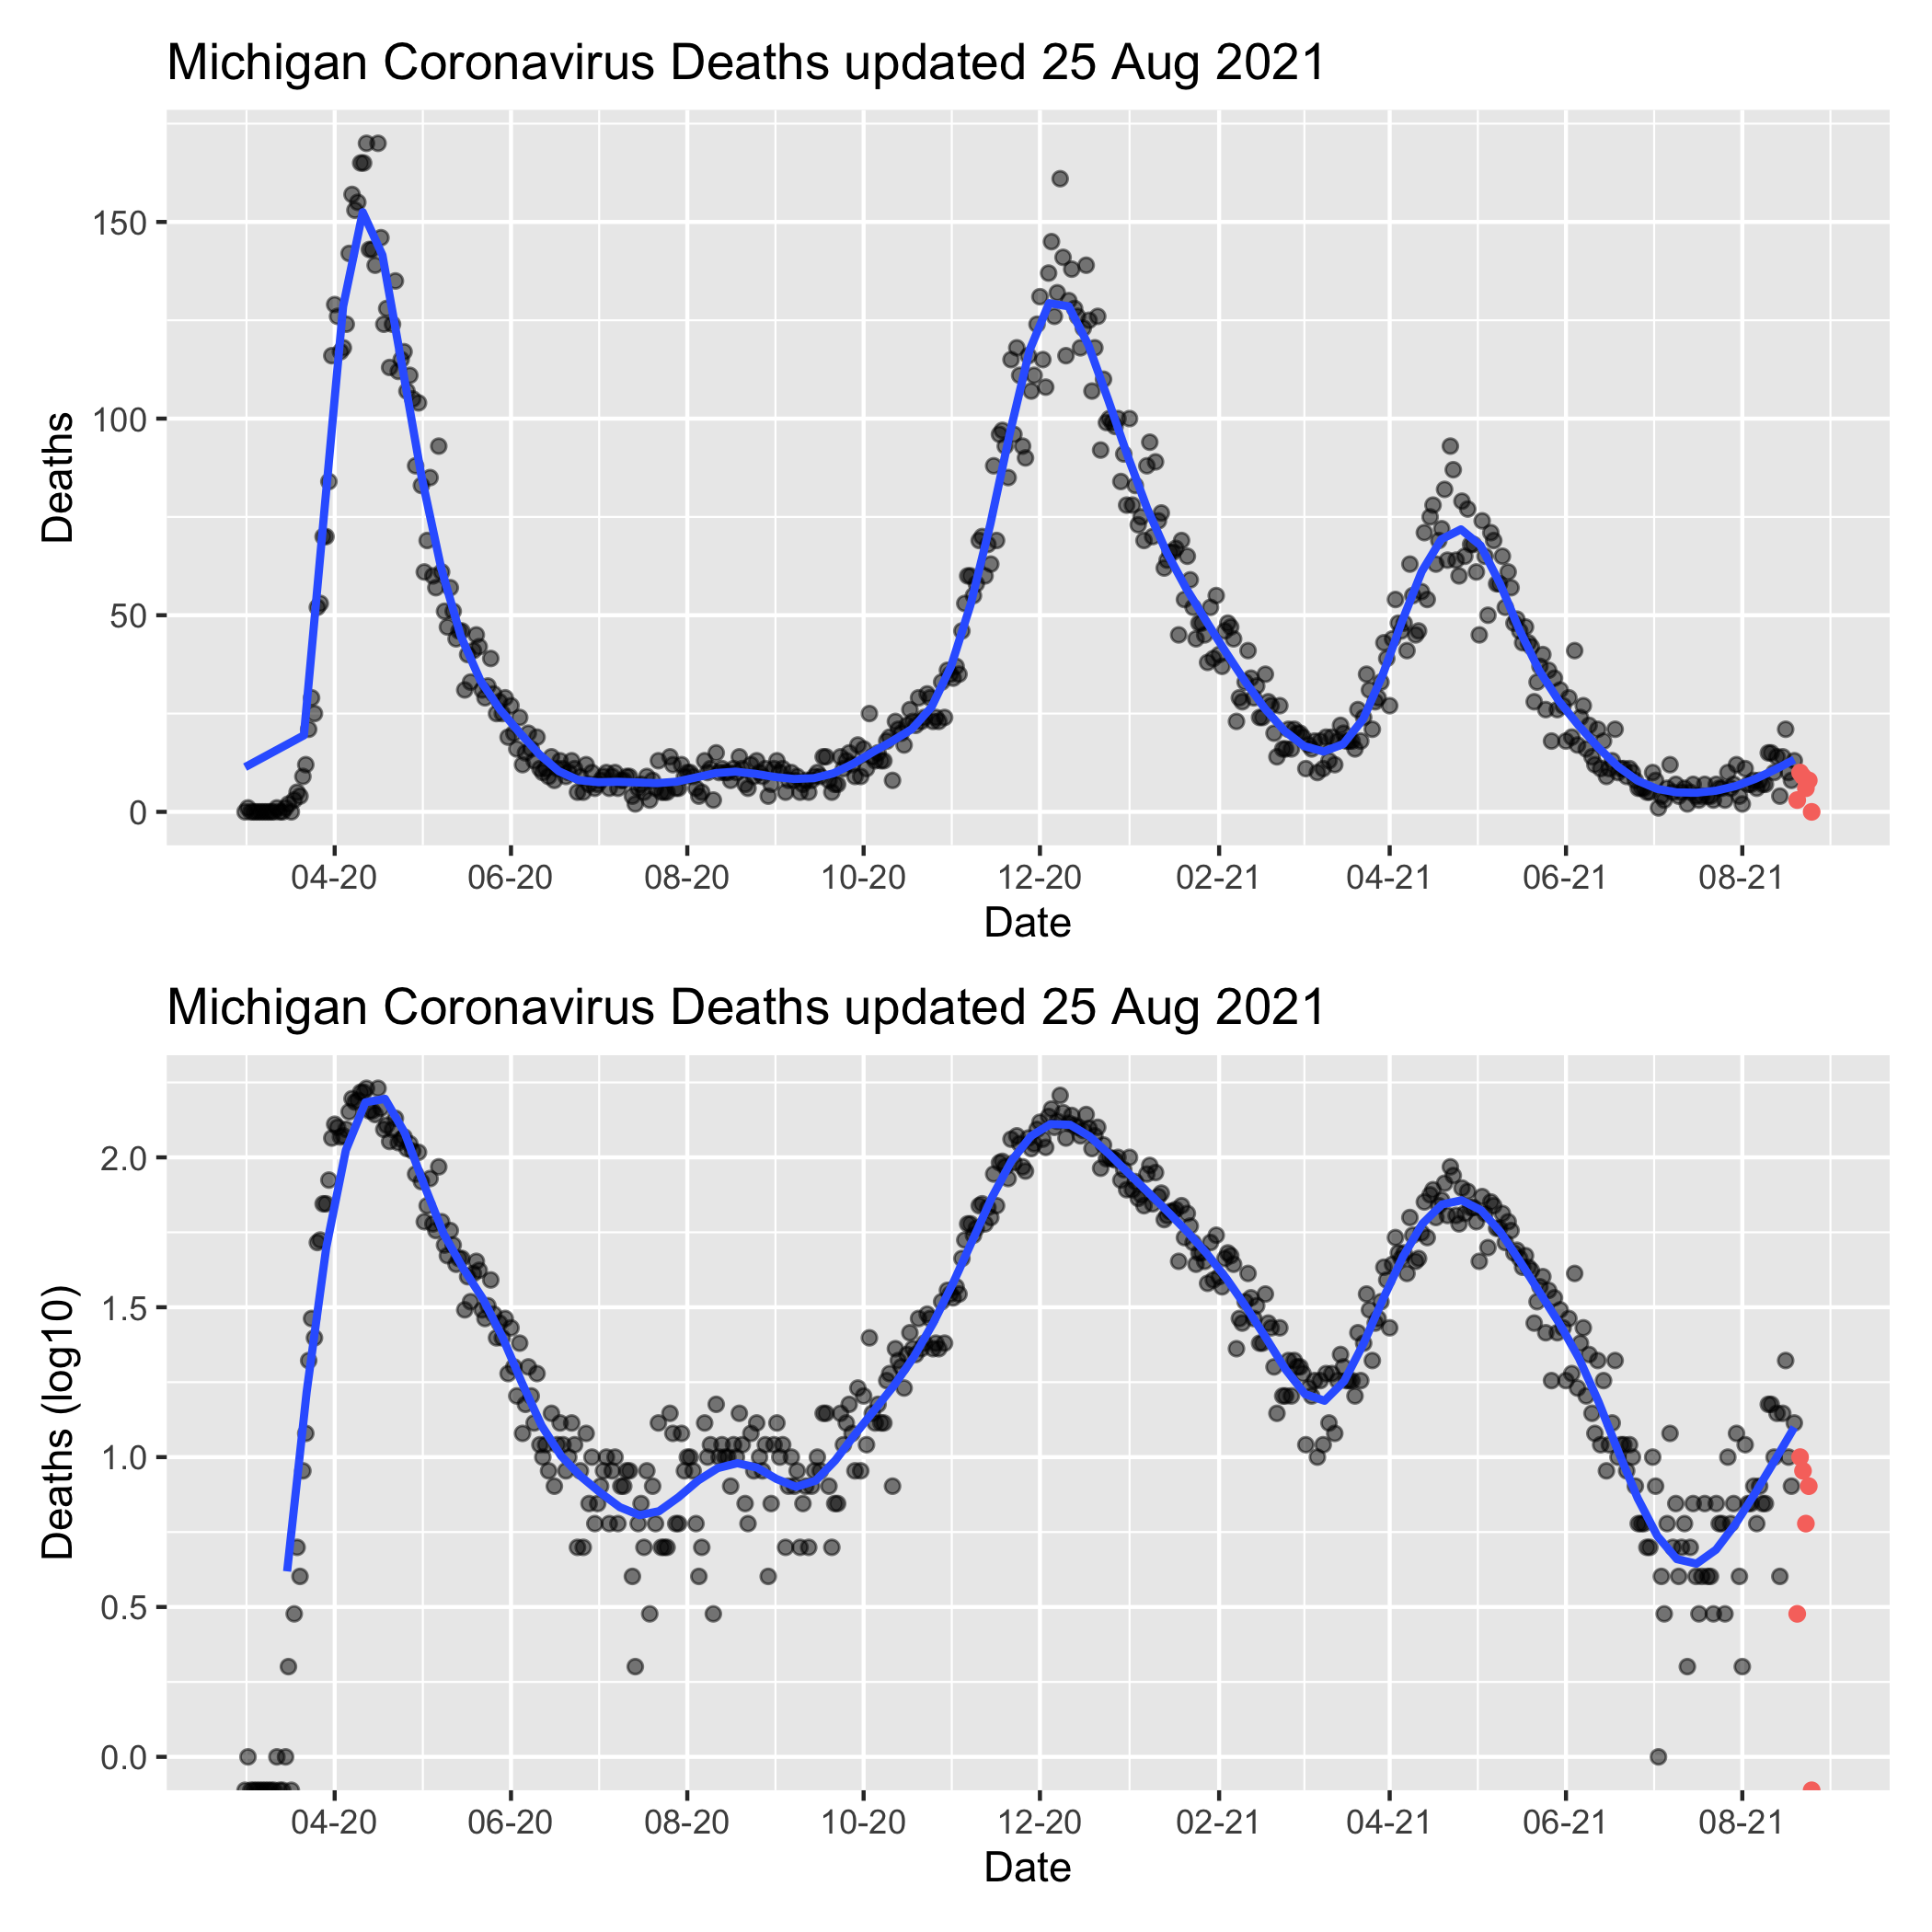 Michigan Coronavirus Deaths updated 25 Aug 2021
150
100
50
0
Deaths
04-20 06-20 08-20 10-20 12-20 02-21 04-21 06-21 08-21
Date
Michigan Coronavirus Deaths updated 25 Aug 2021
2.0
1.5
1.0
0.5
0.0
Deaths (log10)
04-20 06-20 08-20 10-20 12-20 02-21 04-21 06-21 08-21
Date